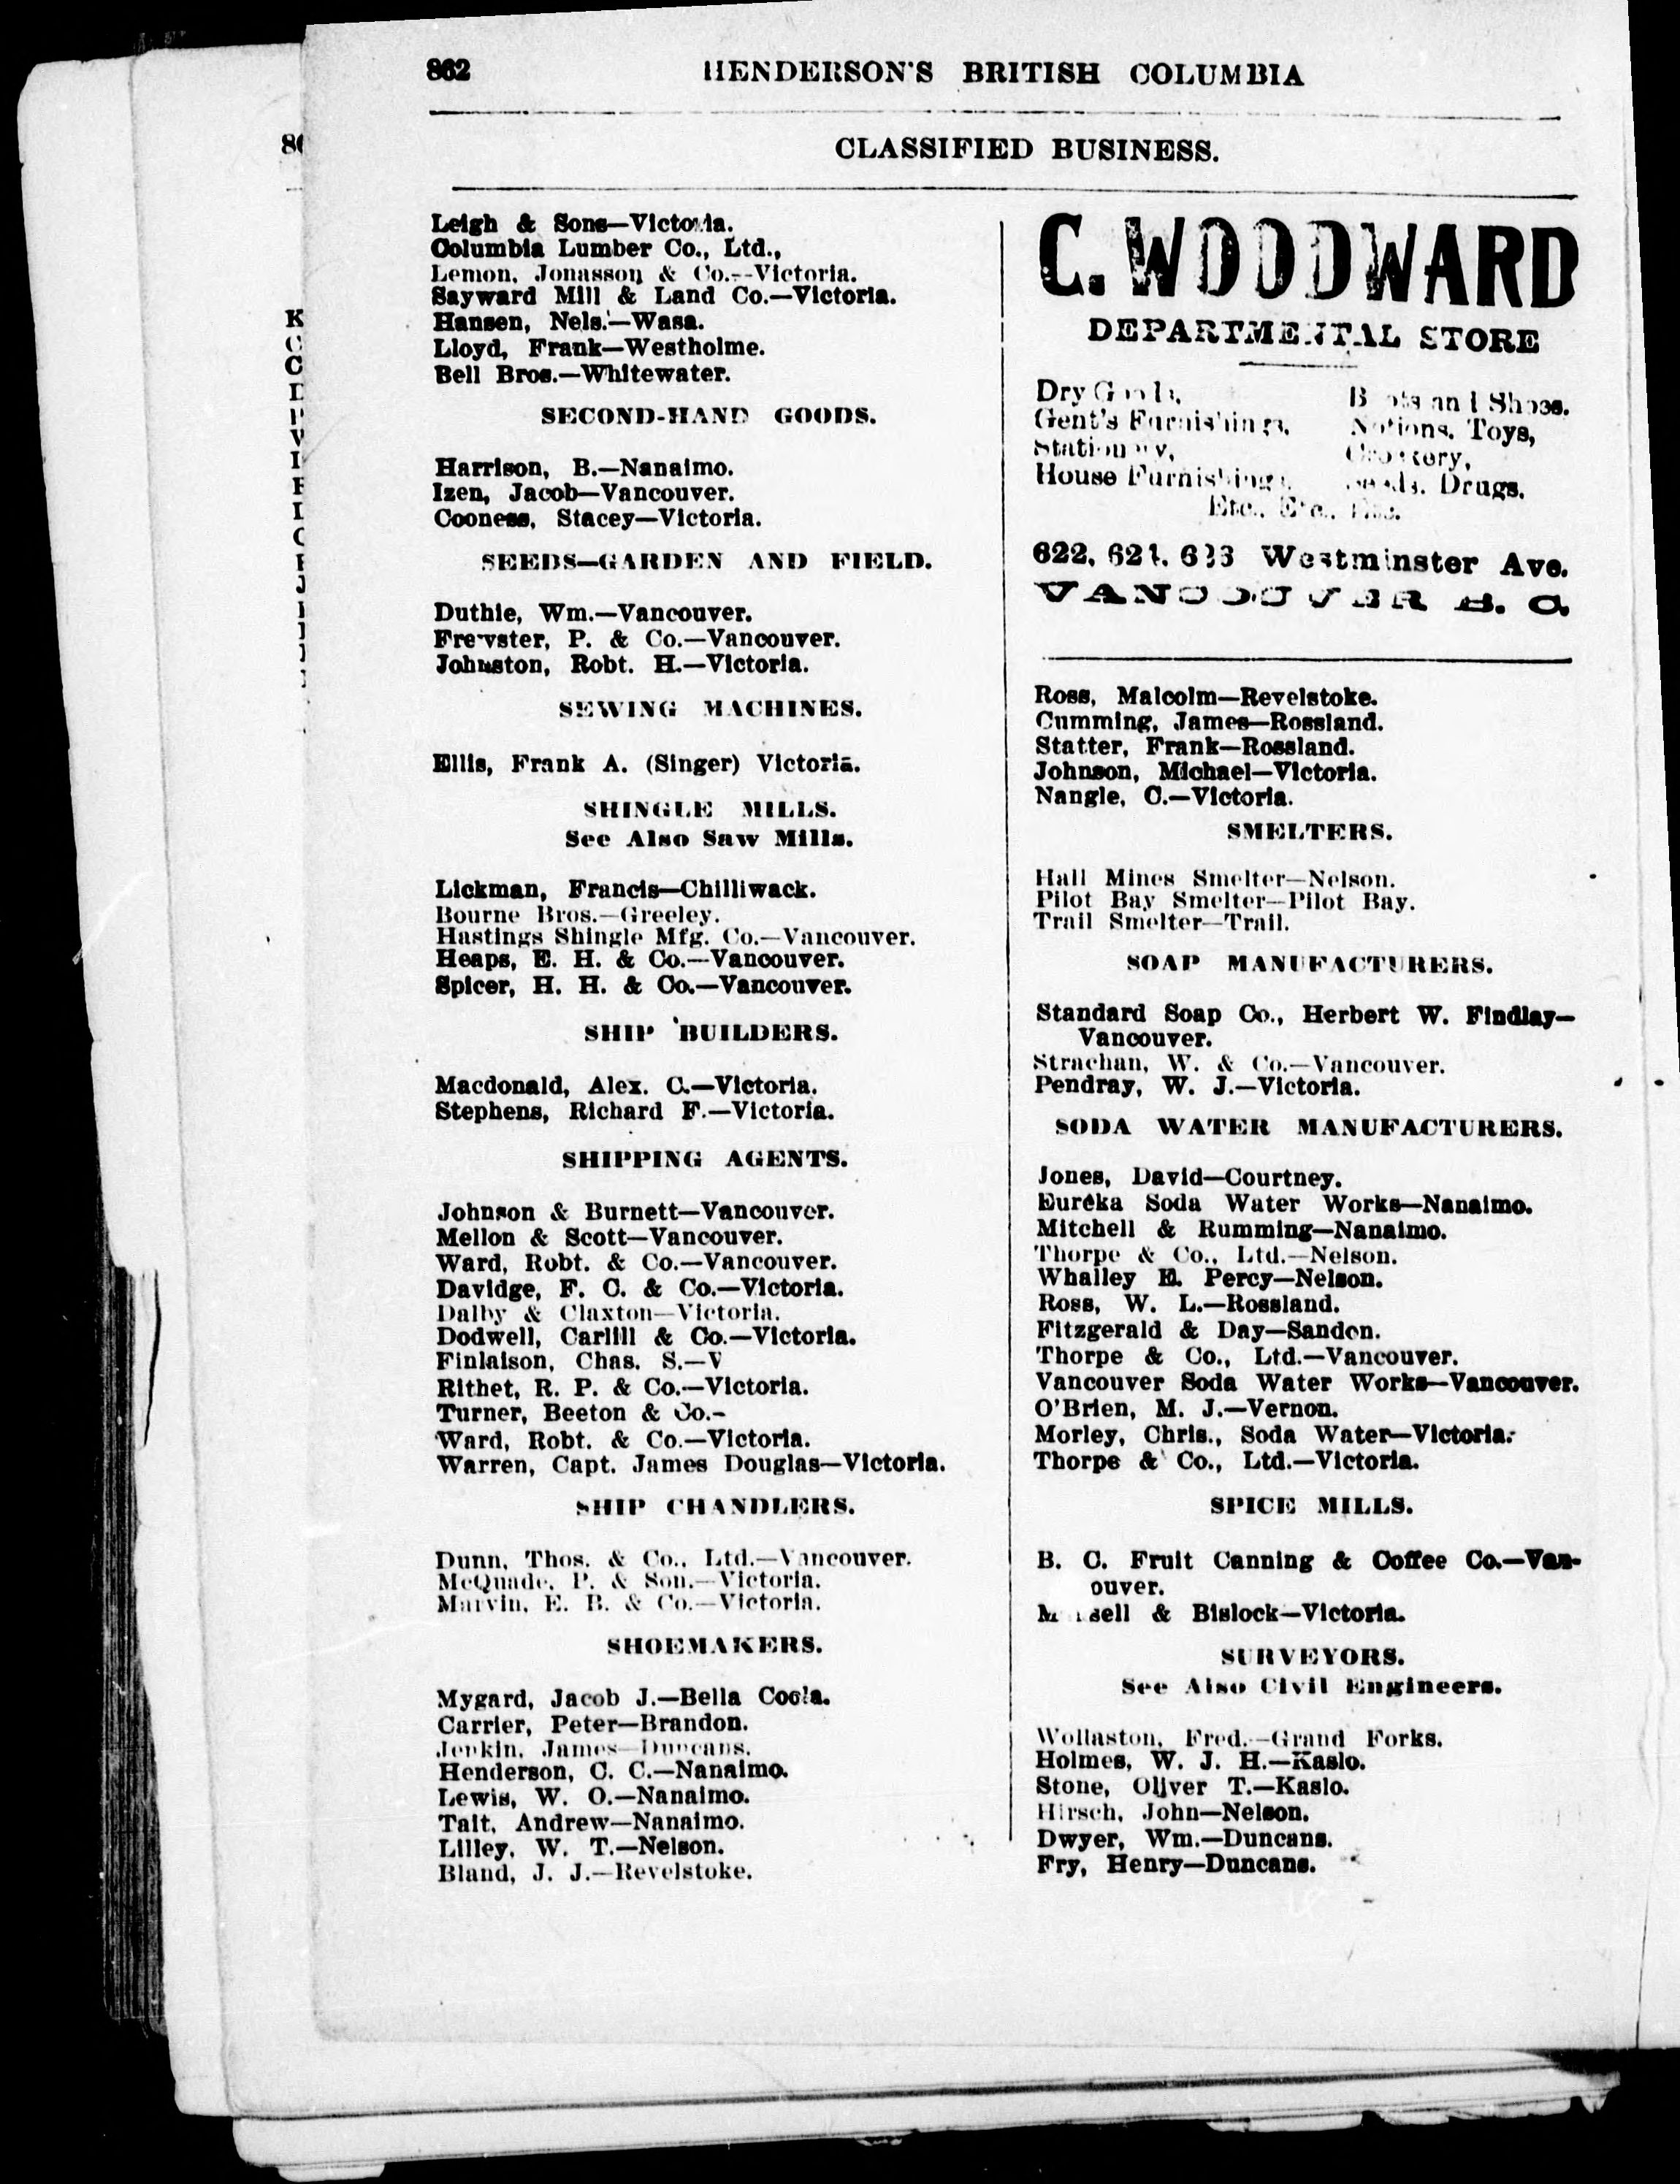 862 HENDERSON'S BRITISH COLUMBIA
CLASSIFIED BUSINESS.
Leigh & Sons—Victoria.
Columbia Lumber Co., Ltd.,
Lemon, Jonasson & Co.—Victoria.
Sayward Mill & Land Co.—Victoria.
Hansen, Nels.—Wasa.
Lloyd, Frank—Westholme.
Bell Bros.—Whitewater.
SECOND-HAND GOODS.
Harrison, B.—Nanaimo.
Izen, Jacob—Vancouver.
Cooness, Stacey—Victoria.
SEEDS—GARDEN AND FIELD.
Duthie, Wm.—Vancouver.
Frewster, P. & Co.—Vancouver.
Johnston, Robt. H.—Victoria.
SEWING MACHINES.
Ellis, Frank A. (Singer) Victoria.
SHINGLE MILLS.
See Also Saw Mills.
Lickman, Francis—Chilliwack.
Bourne Bros.—Greeley.
Hastings Shingle Mfg. Co.—Vancouver.
Heaps, E. H. & Co.—Vancouver.
Spicer, H. H. & Co.—Vancouver.
SHIP BUILDERS.
Macdonald, Alex. C.—Victoria.
Stephens, Richard F.—Victoria.
SHIPPING AGENTS.
Johnson & Burnett—Vancouver.
Mellon & Scott—Vancouver.
Ward, Robt. & Co.—Vancouver.
Davidge, F. C. & Co.—Victoria.
Dalby & Claxton—Victoria.
Dodwell, Carlill & Co.—Victoria.
Finlaison, Chas. S.—V
Rithet, R. P. & Co.—Victoria.
Turner, Beeton & Co.-
Ward, Robt. & Co.—Victoria.
Warren, Capt. James Douglas—Victoria.
SHIP CHANDLERS.
Dunn, Thos. & Co., Ltd.—Vancouver.
McQuade, P. & Son.—Victoria.
Marvin, E. B. & Co.—Victoria.
SHOEMAKERS.
Mygard, Jacob J.—Bella Coola.
Carrier, Peter—Brandon.
Jenkin, James—Duncans.
Henderson, C. C.—Nanaimo.
Lewis, W. O.—Nanaimo.
Tait, Andrew—Nanaimo.
Lilley, W. T.—Nelson.
Bland, J. J.—Revelstoke.
C. WOODWARD
DEPARTMENTAL STORE
Dry Goods, Boots and Shoes.
Gent's Furnishings, Notions, Toys,
Stationery, Crockery,
House Furnishings, Seeds, Drugs,
Etc., Etc., Etc.
622, 624, 6 3 Westminster Ave.
VANCOUVER B. C.
Ross, Malcolm—Revelstoke.
Cumming, James—Rossland.
Statter, Frank—Rossland.
Johnson, Michael—Victoria.
Nangle, C.—Victoria.
SMELTERS.
Hall Mines Smelter—Nelson.
Pilot Bay Smelter—Pilot Bay.
Trail Smelter—Trail.
SOAP MANUFACTURERS.
Standard Soap Co., Herbert W. Findlay—
Vancouver.
Strachan, W. & Co.—Vancouver.
Pendray, W. J.—Victoria.
SODA WATER MANUFACTURERS.
Jones, David—Courtney.
Eureka Soda Water Works—Nanaimo.
Mitchell & Rumming—Nanaimo.
Thorpe & Co., Ltd.—Nelson.
Whalley E. Percy—Nelson.
Ross, W. L.—Rossland.
Fitzgerald & Day—Sandon.
Thorpe & Co., Ltd.—Vancouver.
Vancouver Soda Water Works—Vancouver.
O'Brien, M. J.—Vernon.
Morley, Chris., Soda Water—Victoria.
Thorpe & Co., Ltd.—Victoria.
SPICE MILLS.
B. C. Fruit Canning & Coffee Co.—Van-
ouver.
& Bislock—Victoria.
SURVEYORS.
See Also Civil Engineers.
Wollaston, Fred.—Grand Forks.
Holmes, W. J. H.—Kaslo.
Stone, Oliver T.—Kaslo.
Hirsch, John—Nelson.
Dwyer, Wm.—Duncans.
Fry, Henry—Duncans.